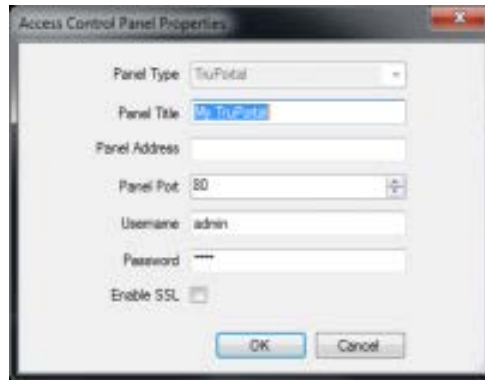 Access Control Panel Properties
Panel Type TruPortal
Panel Title My TruPortal
Panel Address
Panel Port 80
Username admin
Password ****
Enable SSL
OK Cancel